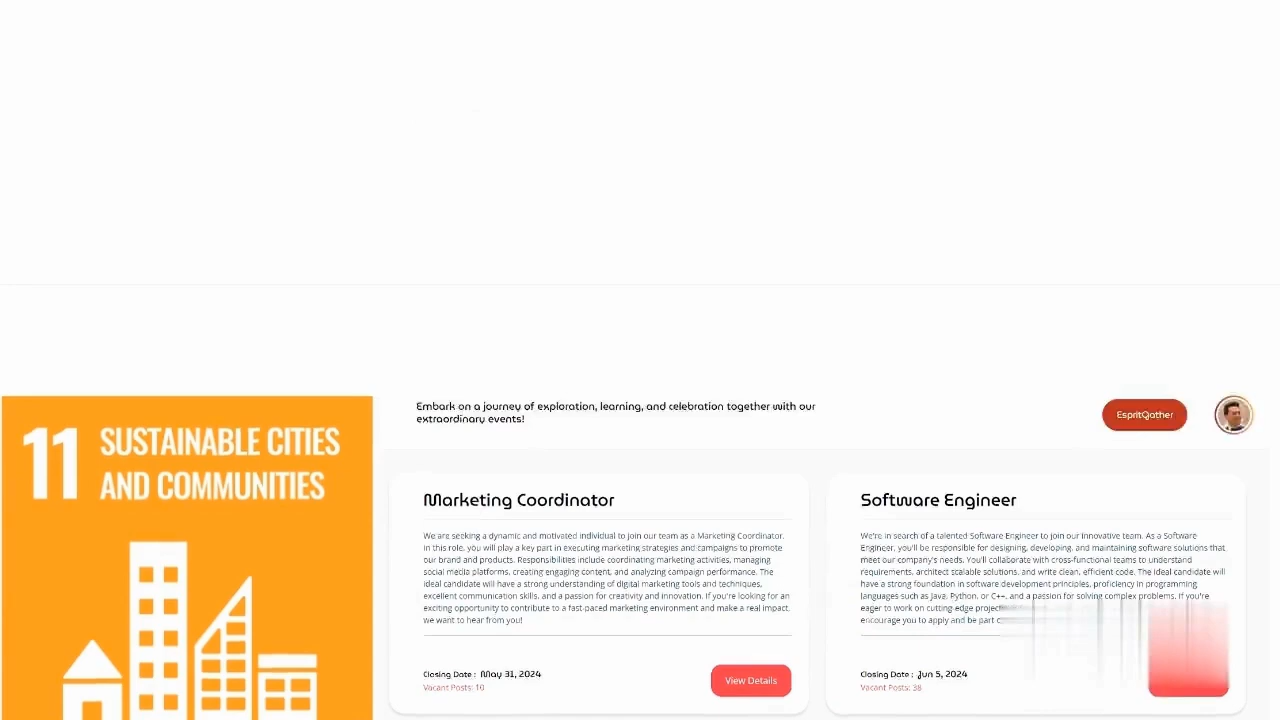 11 SUSTAINABLE CITIES
AND COMMUNITIES
Embark on a journey of exploration, learning, and celebration together with our
extraordinary events!
EspritGather
Marketing Coordinator
We are seeking a dynamic and motivated individual to join our team as a Marketing Coordinator.
In this role, you will play a key part in executing marketing strategies and campaigns to promote
our brand and products. Responsibilities include coordinating marketing activities, managing
social media platforms, creating engaging content, and analyzing campaign performance. The
ideal candidate will have a strong understanding of digital marketing tools and techniques,
excellent communication skills, and a passion for creativity and innovation. If you're looking for an
exciting opportunity to contribute to a fast-paced marketing environment and make a real impact,
we want to hear from you!
Closing Date : May 31, 2024
Vacant Posts: 10
View Details
Software Engineer
We're in search of a talented Software Engineer to join our innovative team. As a Software
Engineer, you'll be responsible for designing, developing, and maintaining software solutions that
meet our company's needs. You'll collaborate with cross-functional teams to understand
requirements, architect scalable solutions, and write clean, efficient code. The ideal candidate will
have a strong foundation in software development principles, proficiency in programming
languages such as Java, Python, or C++, and a passion for solving complex problems. If you're
eager to work on cutting-edge
encourage you to apply and be part
Closing Date : Jun 5, 2024
Vacant Posts: 38